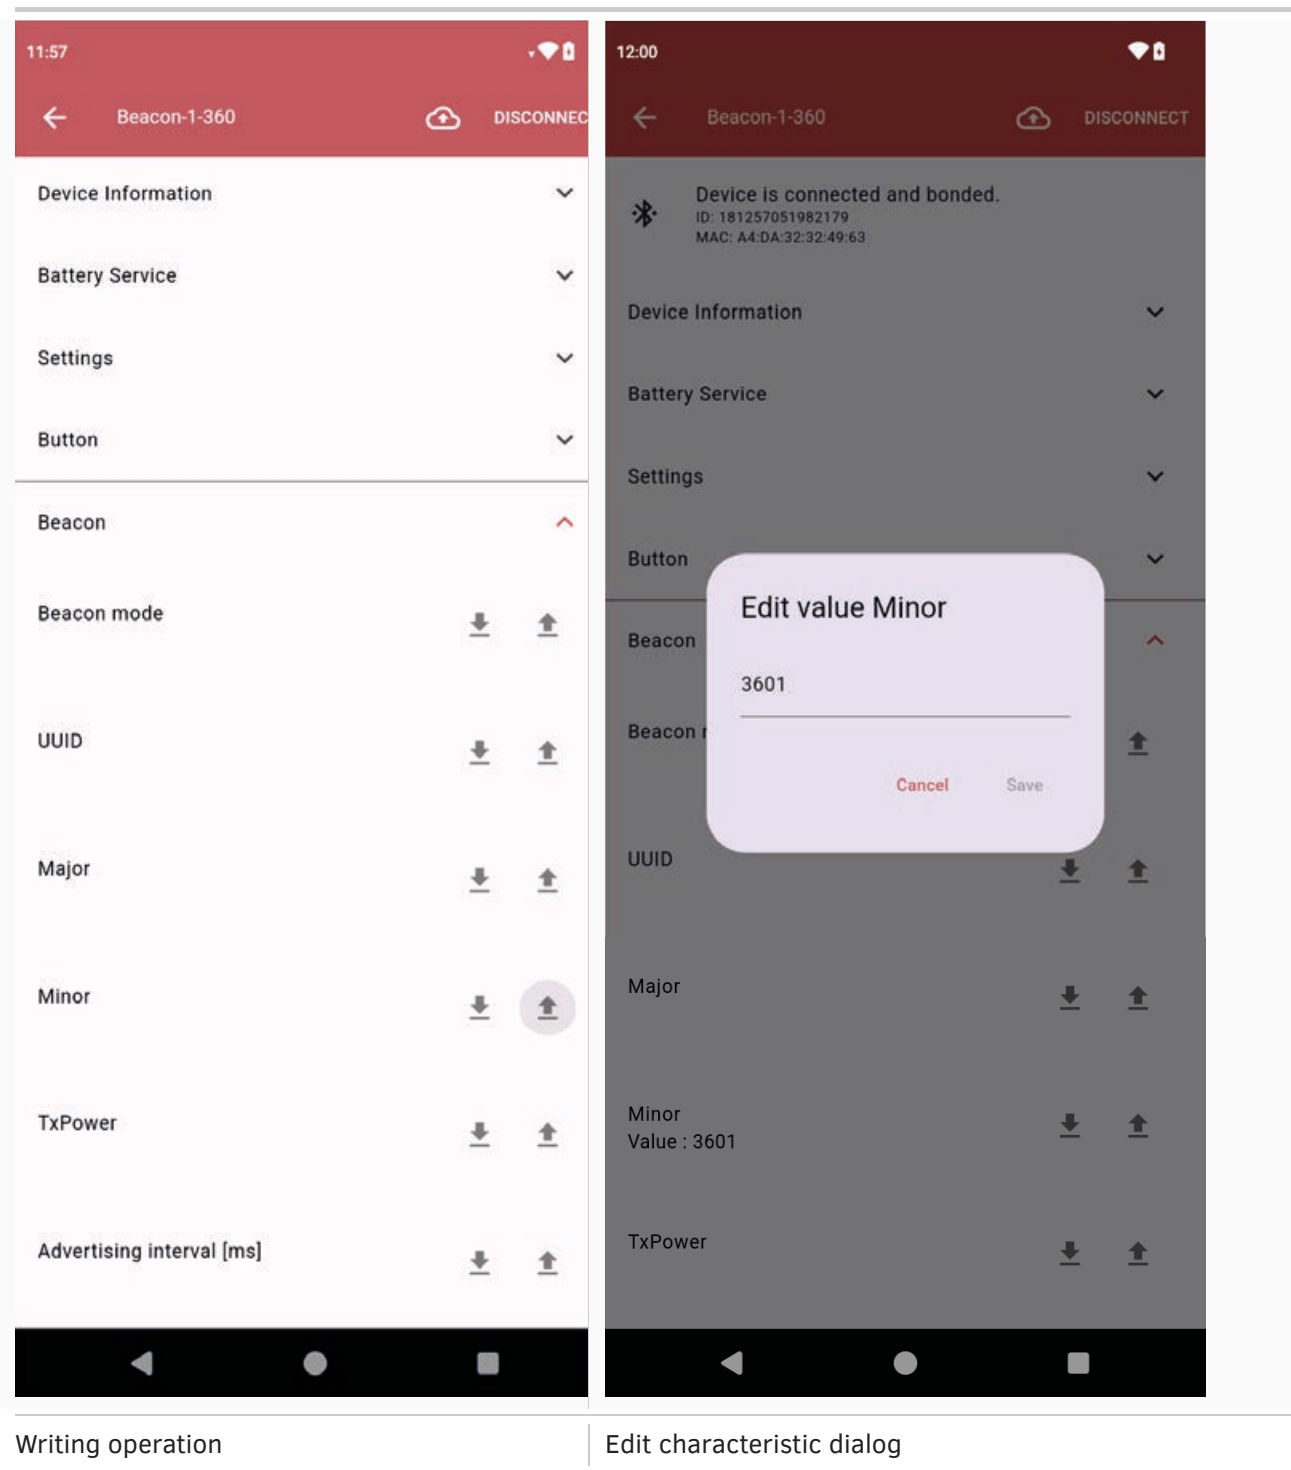 11:57
Beacon-1-360
DISCONNEC
Device Information
Battery Service
Settings
Button
Beacon
Beacon mode
UUID
Major
Minor
TxPower
Advertising interval [ms]
Writing operation
12:00
Beacon-1-360
DISCONNECT
Device is connected and bonded.
ID: 181257051982179
MAC: A4:DA:32:32:49:63
Device Information
Battery Service
Settings
Button
Edit value Minor
Beacon
3601
Beacon
Cancel
Save
UUID
Major
Minor
Value : 3601
TxPower
Edit characteristic dialog